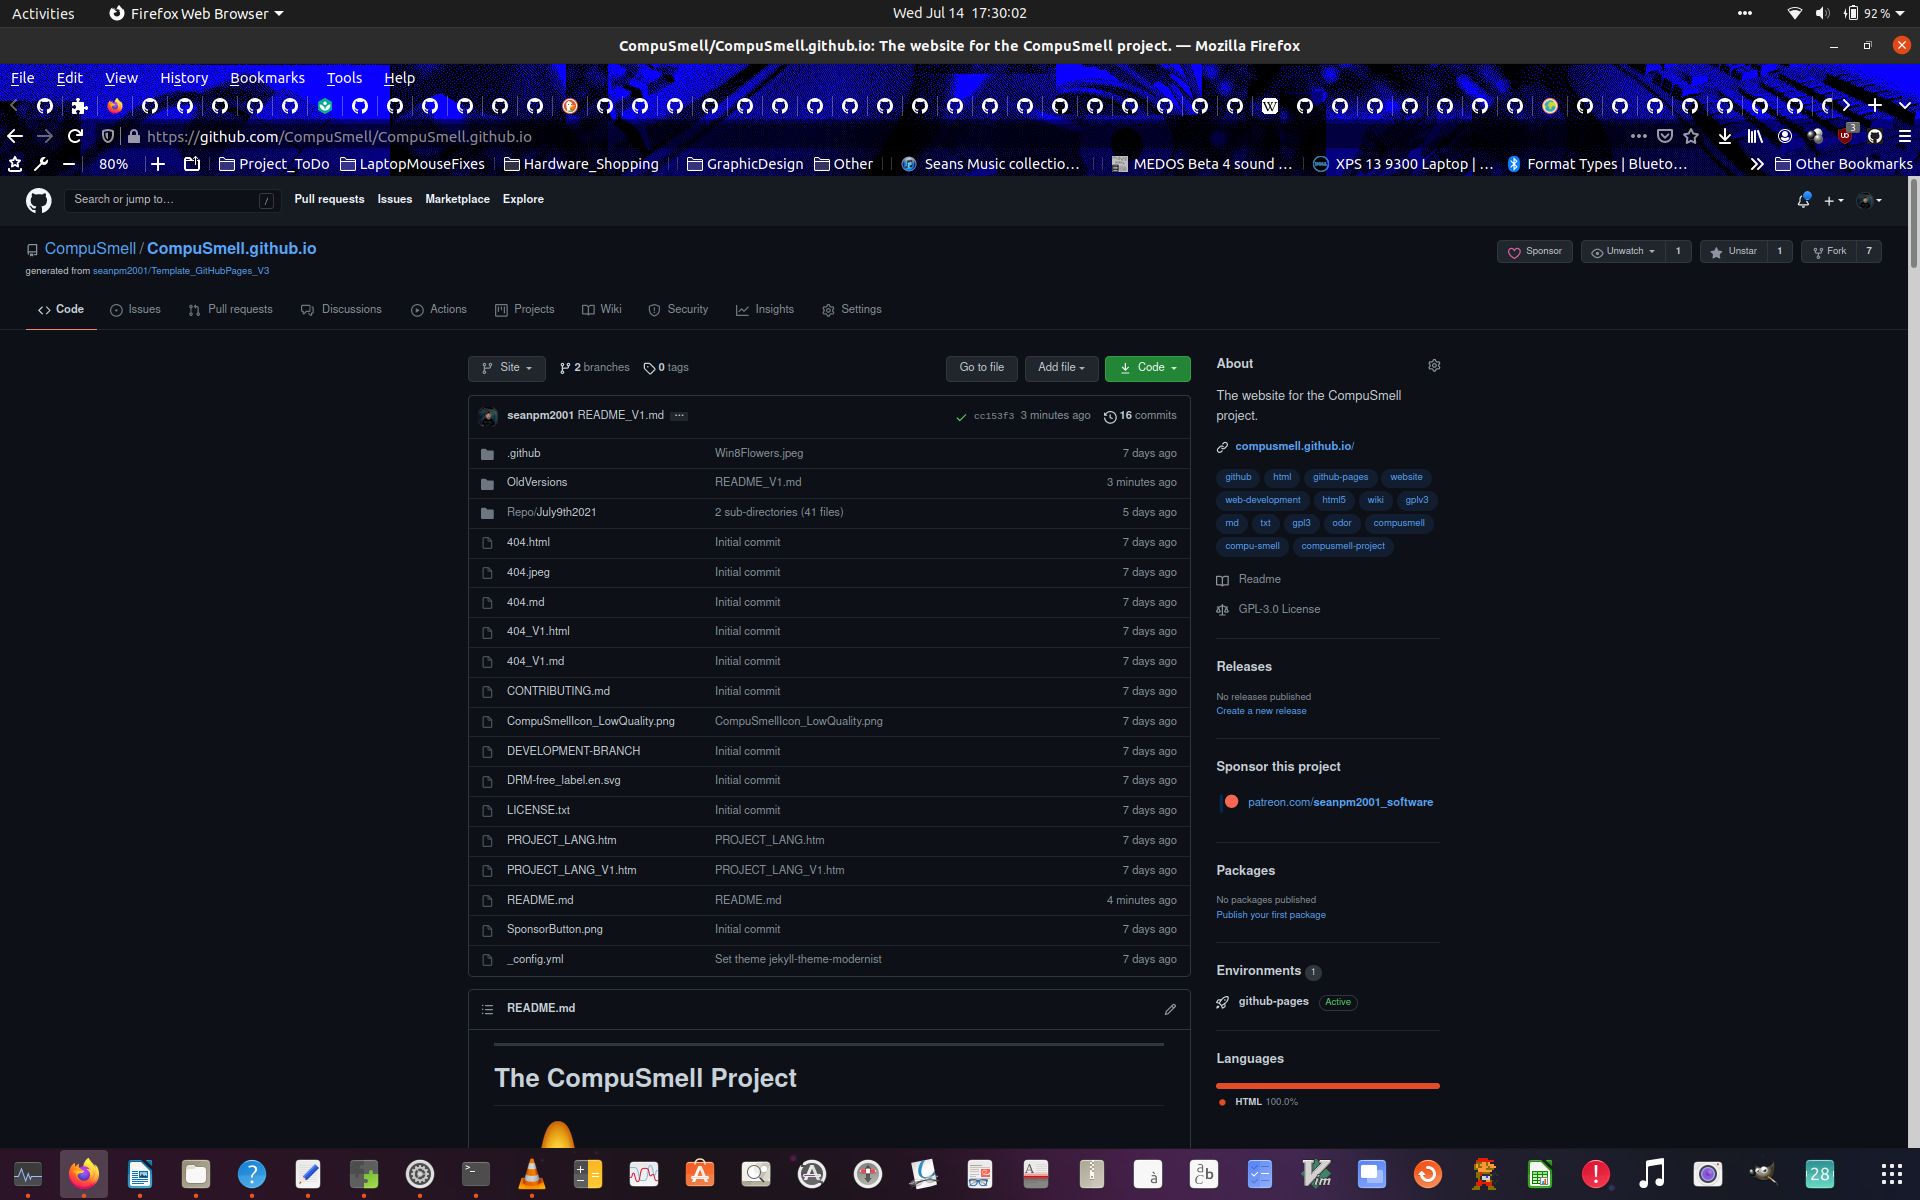 Activities Firefox Web Browser Wed Jul 14 17:30:02 92 %
CompuSmell/CompuSmell.github.io: The website for the CompuSmell project. — Mozilla Firefox
File Edit View History Bookmarks Tools Help
https://github.com/CompuSmell/CompuSmell.github.io 3
80% Project_ToDo LaptopMouseFixes Hardware_Shopping GraphicDesign Other Seans Music collectio… MEDOS Beta 4 sound … XPS 13 9300 Laptop | … Format Types | Blueto… Other Bookmarks
Search or jump to… / Pull requests Issues Marketplace Explore
CompuSmell / CompuSmell.github.io Sponsor Unwatch 1 Unstar 1 Fork 7
generated from seanpm2001/Template_GitHubPages_V3
Code Issues Pull requests Discussions Actions Projects Wiki Security Insights Settings
Site 2 branches 0 tags Go to file Add file Code
seanpm2001 README_V1.md ... cc153f3 3 minutes ago 16 commits
.github Win8Flowers.jpeg 7 days ago
OldVersions README_V1.md 3 minutes ago
Repo/July9th2021 2 sub-directories (41 files) 5 days ago
404.html Initial commit 7 days ago
404.jpeg Initial commit 7 days ago
404.md Initial commit 7 days ago
404_V1.html Initial commit 7 days ago
404_V1.md Initial commit 7 days ago
CONTRIBUTING.md Initial commit 7 days ago
CompuSmellIcon_LowQuality.png CompuSmellIcon_LowQuality.png 7 days ago
DEVELOPMENT-BRANCH Initial commit 7 days ago
DRM-free_label.en.svg Initial commit 7 days ago
LICENSE.txt Initial commit 7 days ago
PROJECT_LANG.htm PROJECT_LANG.htm 7 days ago
PROJECT_LANG_V1.htm PROJECT_LANG_V1.htm 7 days ago
README.md README.md 4 minutes ago
SponsorButton.png Initial commit 7 days ago
_config.yml Set theme jekyll-theme-modernist 7 days ago
README.md
The CompuSmell Project
About
The website for the CompuSmell
project.
compusmell.github.io/
github html github-pages website
web-development html5 wiki gplv3
md txt gpl3 odor compusmell
compu-smell compusmell-project
Readme
GPL-3.0 License
Releases
No releases published
Create a new release
Sponsor this project
patreon.com/seanpm2001_software
Packages
No packages published
Publish your first package
Environments 1
github-pages Active
Languages
HTML 100.0%
28